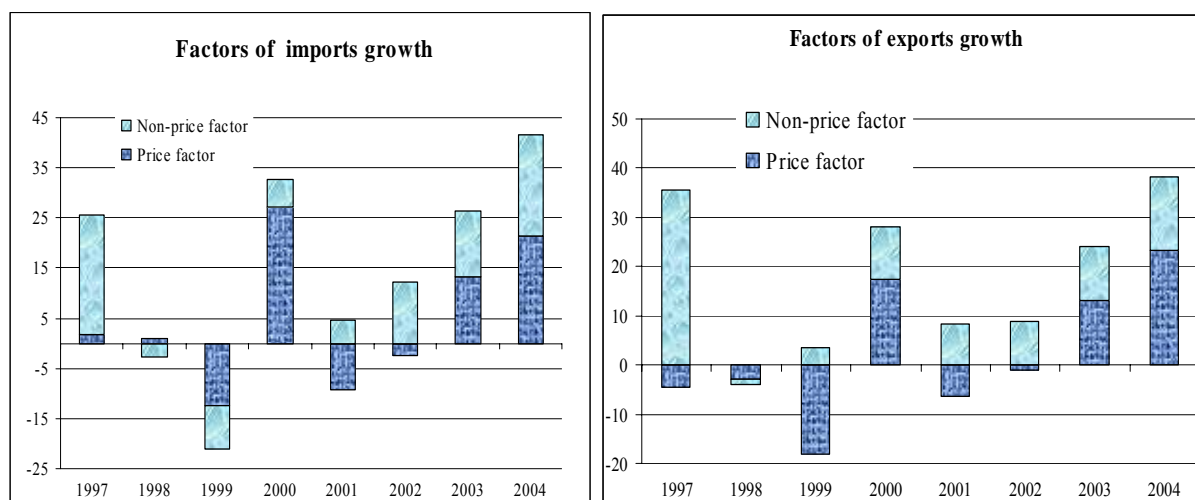 Factors of imports growth
Non-price factor
Price factor
45
35
25
15
5
-5
-15
-25
1997 1998 1999 2000 2001 2002 2003 2004
Factors of exports growth
Non-price factor
Price factor
50
40
30
20
10
0
-10
-20
1997 1998 1999 2000 2001 2002 2003 2004